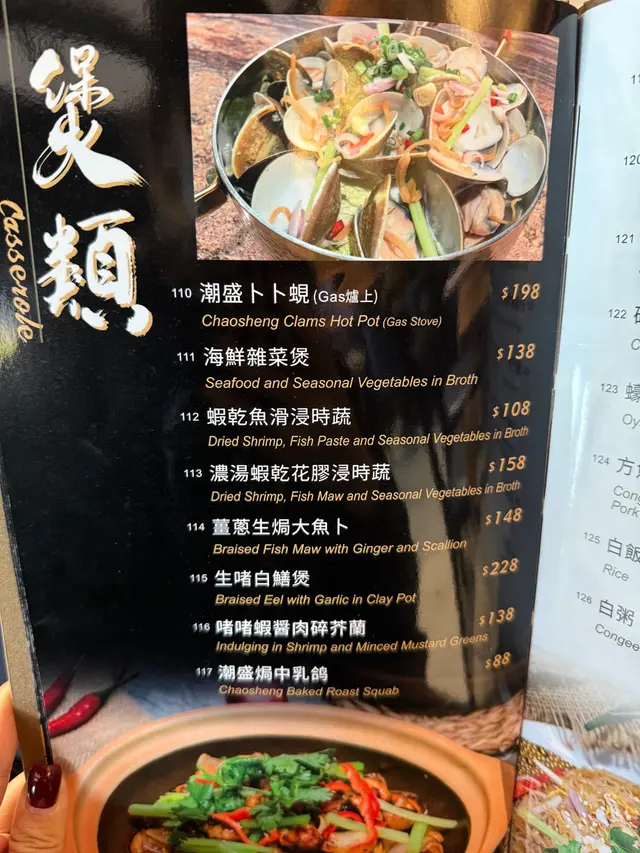 煲類
Casserole
110 潮盛卜卜蜆 (Gas爐上) $198
Chaosheng Clams Hot Pot (Gas Stove)
111 海鮮雜菜煲 $138
Seafood and Seasonal Vegetables in Broth
112 蝦乾魚滑浸時蔬 $108
Dried Shrimp, Fish Paste and Seasonal Vegetables in Broth
113 濃湯蝦乾花膠浸時蔬 $158
Dried Shrimp, Fish Maw and Seasonal Vegetables in Broth
114 薑蔥生焗大魚卜 $148
Braised Fish Maw with Ginger and Scallion
115 生啫白鱔煲 $228
Braised Eel with Garlic in Clay Pot
116 啫啫蝦醬肉碎芥蘭 $138
Indulging in Shrimp and Minced Mustard Greens
117 潮盛焗中乳鴿 $88
Chaosheng Baked Roast Squab
120
121
122
C
123 蠔
Oy
124 方魚
Cong
Pork
125 白飯
Rice
126 白粥
Congee